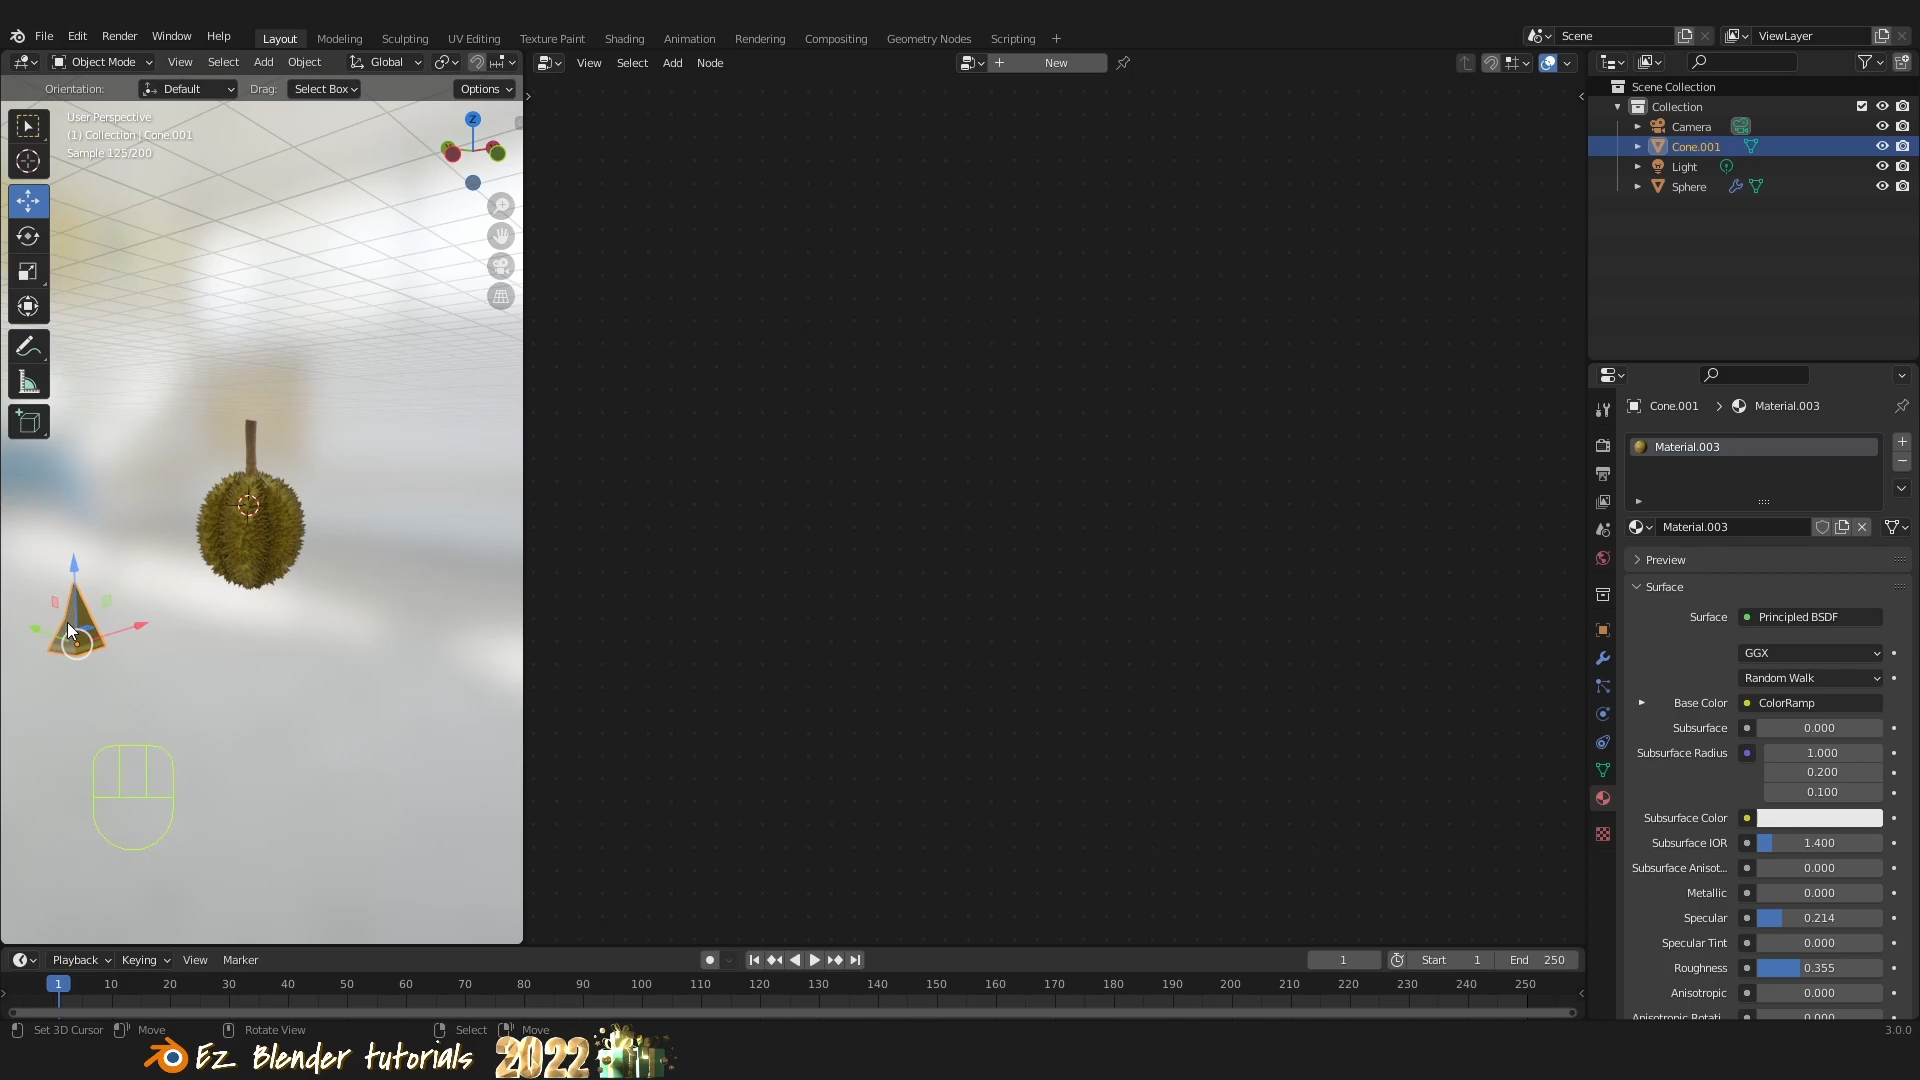 File Edit Render Window Help Layout Modeling Sculpting UV Editing Texture Paint Shading Animation Rendering Compositing Geometry Nodes Scripting + Scene ViewLayer
Object Mode View Select Add Object Global View Select Add Node New
Orientation: Default Drag: Select Box Options
User Perspective
(1) Collection | Cone.001
Sample 125/200
Z
Scene Collection
Collection
Camera
Cone.001
Light
Sphere
Cone.001 > Material.003
Material.003
Material.003
Preview
Surface
Surface Principled BSDF
GGX
Random Walk
Base Color ColorRamp
Subsurface 0.000
Subsurface Radius 1.000
0.200
0.100
Subsurface Color
Subsurface IOR 1.400
Subsurface Anisot... 0.000
Metallic 0.000
Specular 0.214
Specular Tint 0.000
Roughness 0.355
Anisotropic 0.000
Anisotropic Rotati... 0.000
Playback Keying View Marker 1 Start 1 End 250
1 10 20 30 40 50 60 70 80 90 100 110 120 130 140 150 160 170 180 190 200 210 220 230 240 250
Set 3D Cursor Move Rotate View Select Move 3.0.0
Ez Blender tutorials 2022